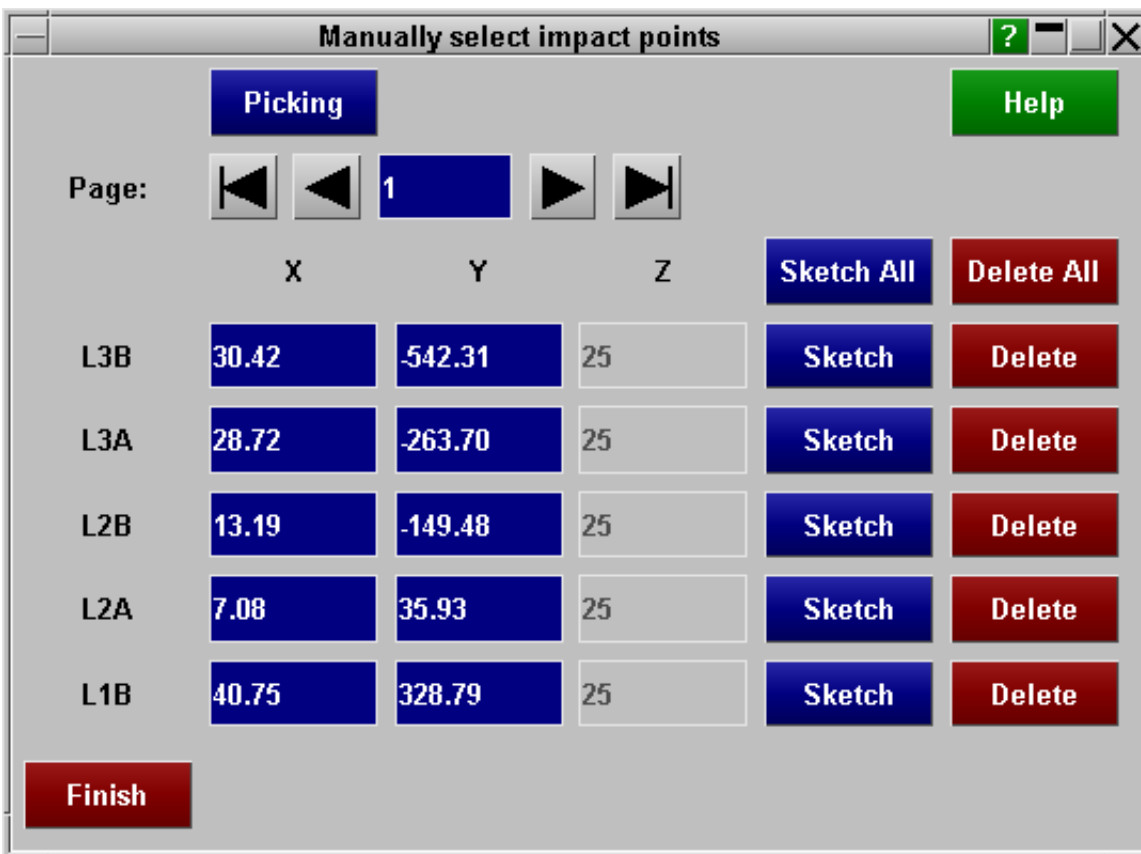 Manually select impact points ?
Picking Help
Page: 1
X Y Z Sketch All Delete All
L3B 30.42 -542.31 25 Sketch Delete
L3A 28.72 -263.70 25 Sketch Delete
L2B 13.19 -149.48 25 Sketch Delete
L2A 7.08 35.93 25 Sketch Delete
L1B 40.75 328.79 25 Sketch Delete
Finish